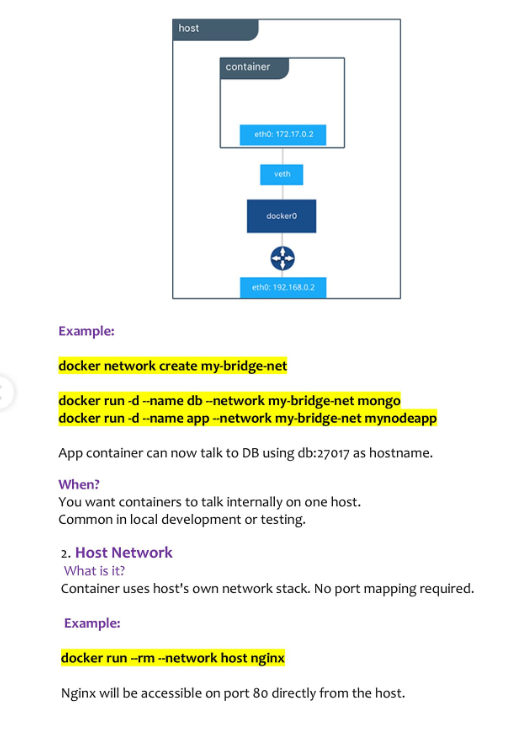 host
container
eth0: 172.17.0.2
veth
docker0
eth0: 192.168.0.2
Example:
docker network create my-bridge-net
docker run -d --name db --network my-bridge-net mongo
docker run -d --name app --network my-bridge-net mynodeapp
App container can now talk to DB using db:27017 as hostname.
When?
You want containers to talk internally on one host.
Common in local development or testing.
2. Host Network
What is it?
Container uses host's own network stack. No port mapping required.
Example:
docker run --rm --network host nginx
Nginx will be accessible on port 80 directly from the host.